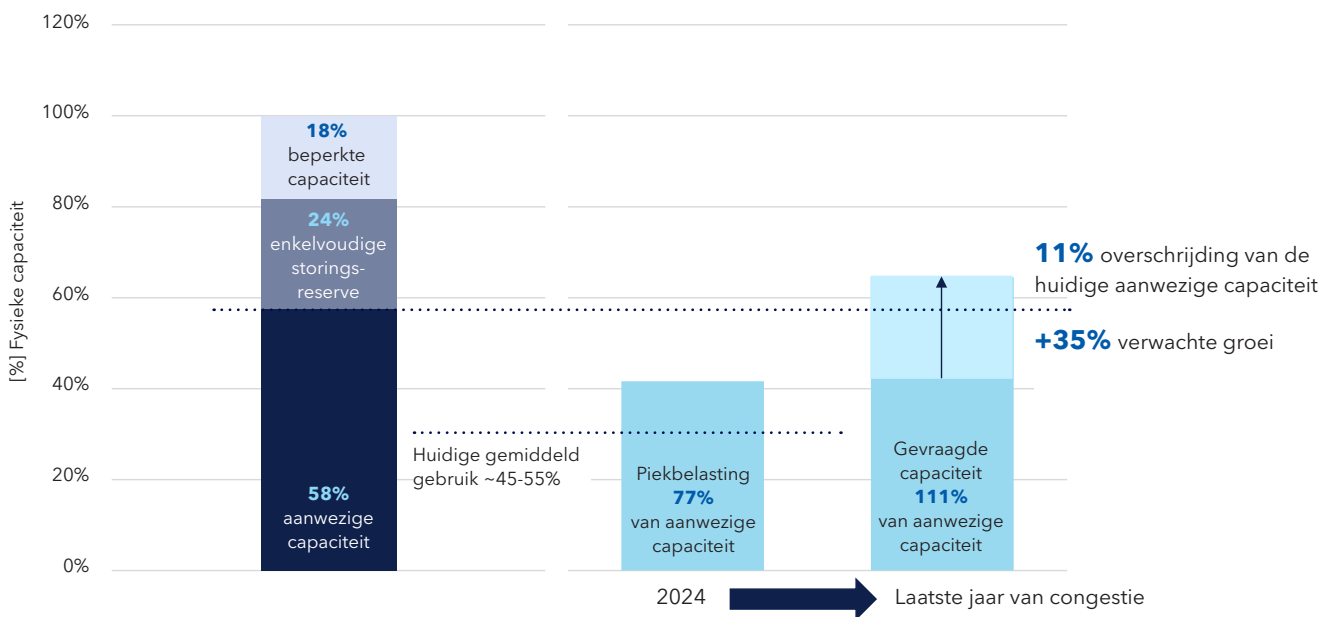 120%
100%
80%
60%
40%
20%
0%
[%] Fysieke capaciteit
18%
beperkte
capaciteit
24%
enkelvoudige
storings-
reserve
58%
aanwezige
capaciteit
Huidige gemiddeld
gebruik ~45-55%
Piekbelasting
77%
van aanwezige
capaciteit
Gevraagde
capaciteit
111%
van aanwezige
capaciteit
11% overschrijding van de
huidige aanwezige capaciteit
+35% verwachte groei
2024
Laatste jaar van congestie